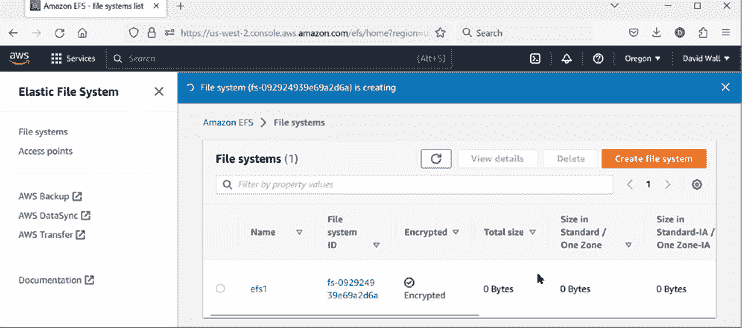 Amazon EFS - file systems list
https://us-west-2.console.aws.amazon.com/efs/home?region=u
Search
aws
Services
Search
[Alt+S]
Oregon
David Wall
Elastic File System
File system (fs-092924939e69a2d6a) is creating
Amazon EFS > File systems
File systems
Access points
File systems (1)
View details
Delete
Create file system
Filter by property values
1
AWS Backup
AWS DataSync
AWS Transfer
Name
File system ID
Encrypted
Total size
Size in Standard / One Zone
Size in Standard-IA / One Zone-IA
Documentation
efs1
fs-092924939e69a2d6a
Encrypted
0 Bytes
0 Bytes
0 Bytes